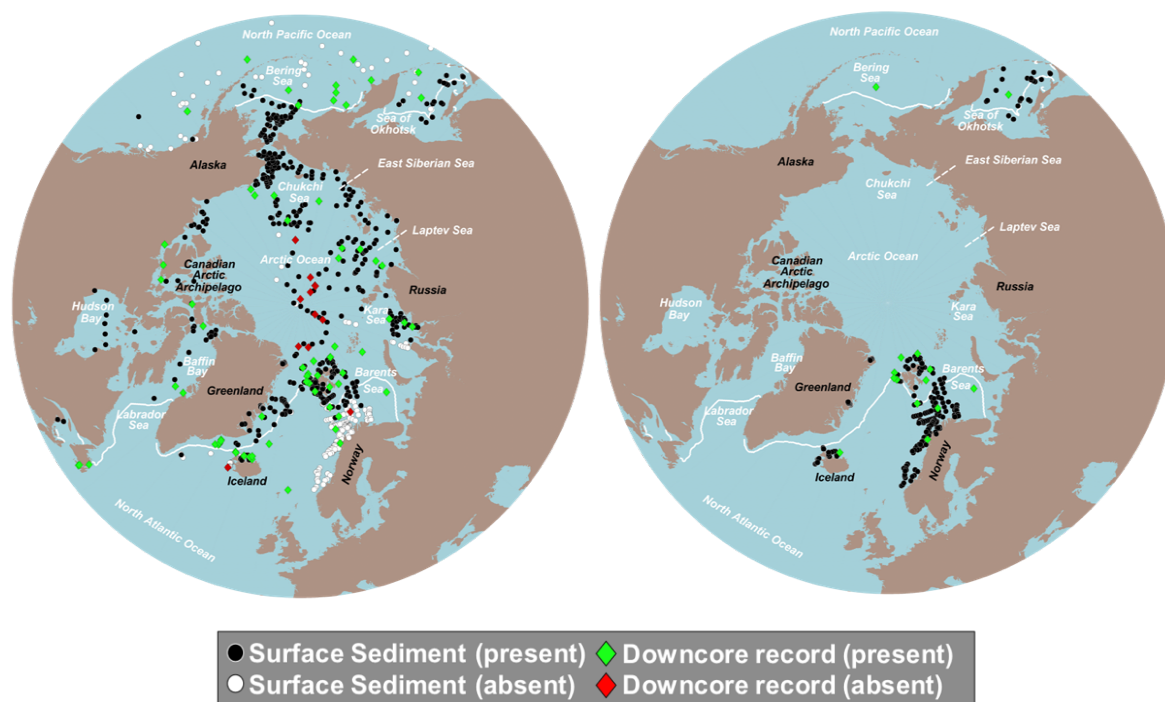 North Pacific Ocean
Bering
Sea
Sea of
Okhotsk
Alaska
East Siberian Sea
Chukchi
Sea
Laptev Sea
Arctic Ocean
Canadian
Arctic
Archipelago
Russia
Hudson
Bay
Kara
Sea
Baffin
Bay
Barents
Sea
Greenland
Labrador
Sea
Norway
Iceland
North Atlantic Ocean
North Pacific Ocean
Bering
Sea
Sea of
Okhotsk
Alaska
East Siberian Sea
Chukchi
Sea
Laptev Sea
Arctic Ocean
Canadian
Arctic
Archipelago
Russia
Hudson
Bay
Kara
Sea
Baffin
Bay
Barents
Sea
Greenland
Labrador
Sea
Norway
Iceland
North Atlantic Ocean
Surface Sediment (present)
Downcore record (present)
Surface Sediment (absent)
Downcore record (absent)